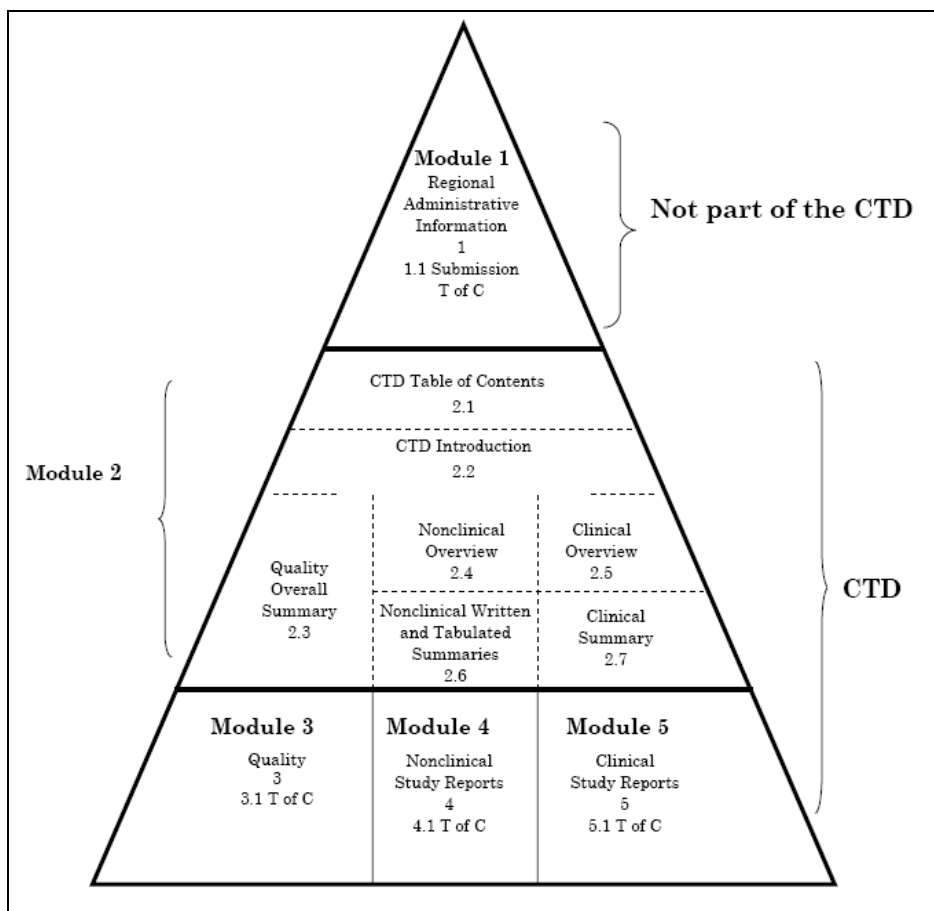 Module 1
Regional
Administrative
Information
1
1.1 Submission
T of C
Not part of the CTD
CTD Table of Contents
2.1
CTD Introduction
2.2
Module 2
Nonclinical
Overview
2.4
Clinical
Overview
2.5
Quality
Overall
Summary
2.3
CTD
Nonclinical Written
and Tabulated
Summaries
2.6
Clinical
Summary
2.7
Module 3
Quality
3
3.1 T of C
Module 4
Nonclinical
Study Reports
4
4.1 T of C
Module 5
Clinical
Study Reports
5
5.1 T of C